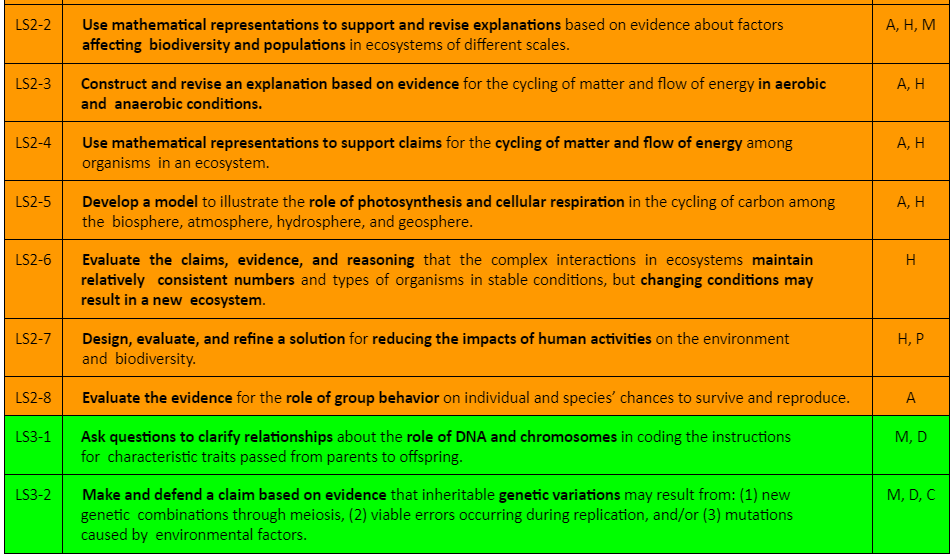 LS2-2 Use mathematical representations to support and revise explanations based on evidence about factors A, H, M
affecting biodiversity and populations in ecosystems of different scales.
LS2-3 Construct and revise an explanation based on evidence for the cycling of matter and flow of energy in aerobic A, H
and anaerobic conditions.
LS2-4 Use mathematical representations to support claims for the cycling of matter and flow of energy among A, H
organisms in an ecosystem.
LS2-5 Develop a model to illustrate the role of photosynthesis and cellular respiration in the cycling of carbon among A, H
the biosphere, atmosphere, hydrosphere, and geosphere.
LS2-6 Evaluate the claims, evidence, and reasoning that the complex interactions in ecosystems maintain H
relatively consistent numbers and types of organisms in stable conditions, but changing conditions may
result in a new ecosystem.
LS2-7 Design, evaluate, and refine a solution for reducing the impacts of human activities on the environment H, P
and biodiversity.
LS2-8 Evaluate the evidence for the role of group behavior on individual and species’ chances to survive and reproduce. A
LS3-1 Ask questions to clarify relationships about the role of DNA and chromosomes in coding the instructions M, D
for characteristic traits passed from parents to offspring.
LS3-2 Make and defend a claim based on evidence that inheritable genetic variations may result from: (1) new M, D, C
genetic combinations through meiosis, (2) viable errors occurring during replication, and/or (3) mutations
caused by environmental factors.